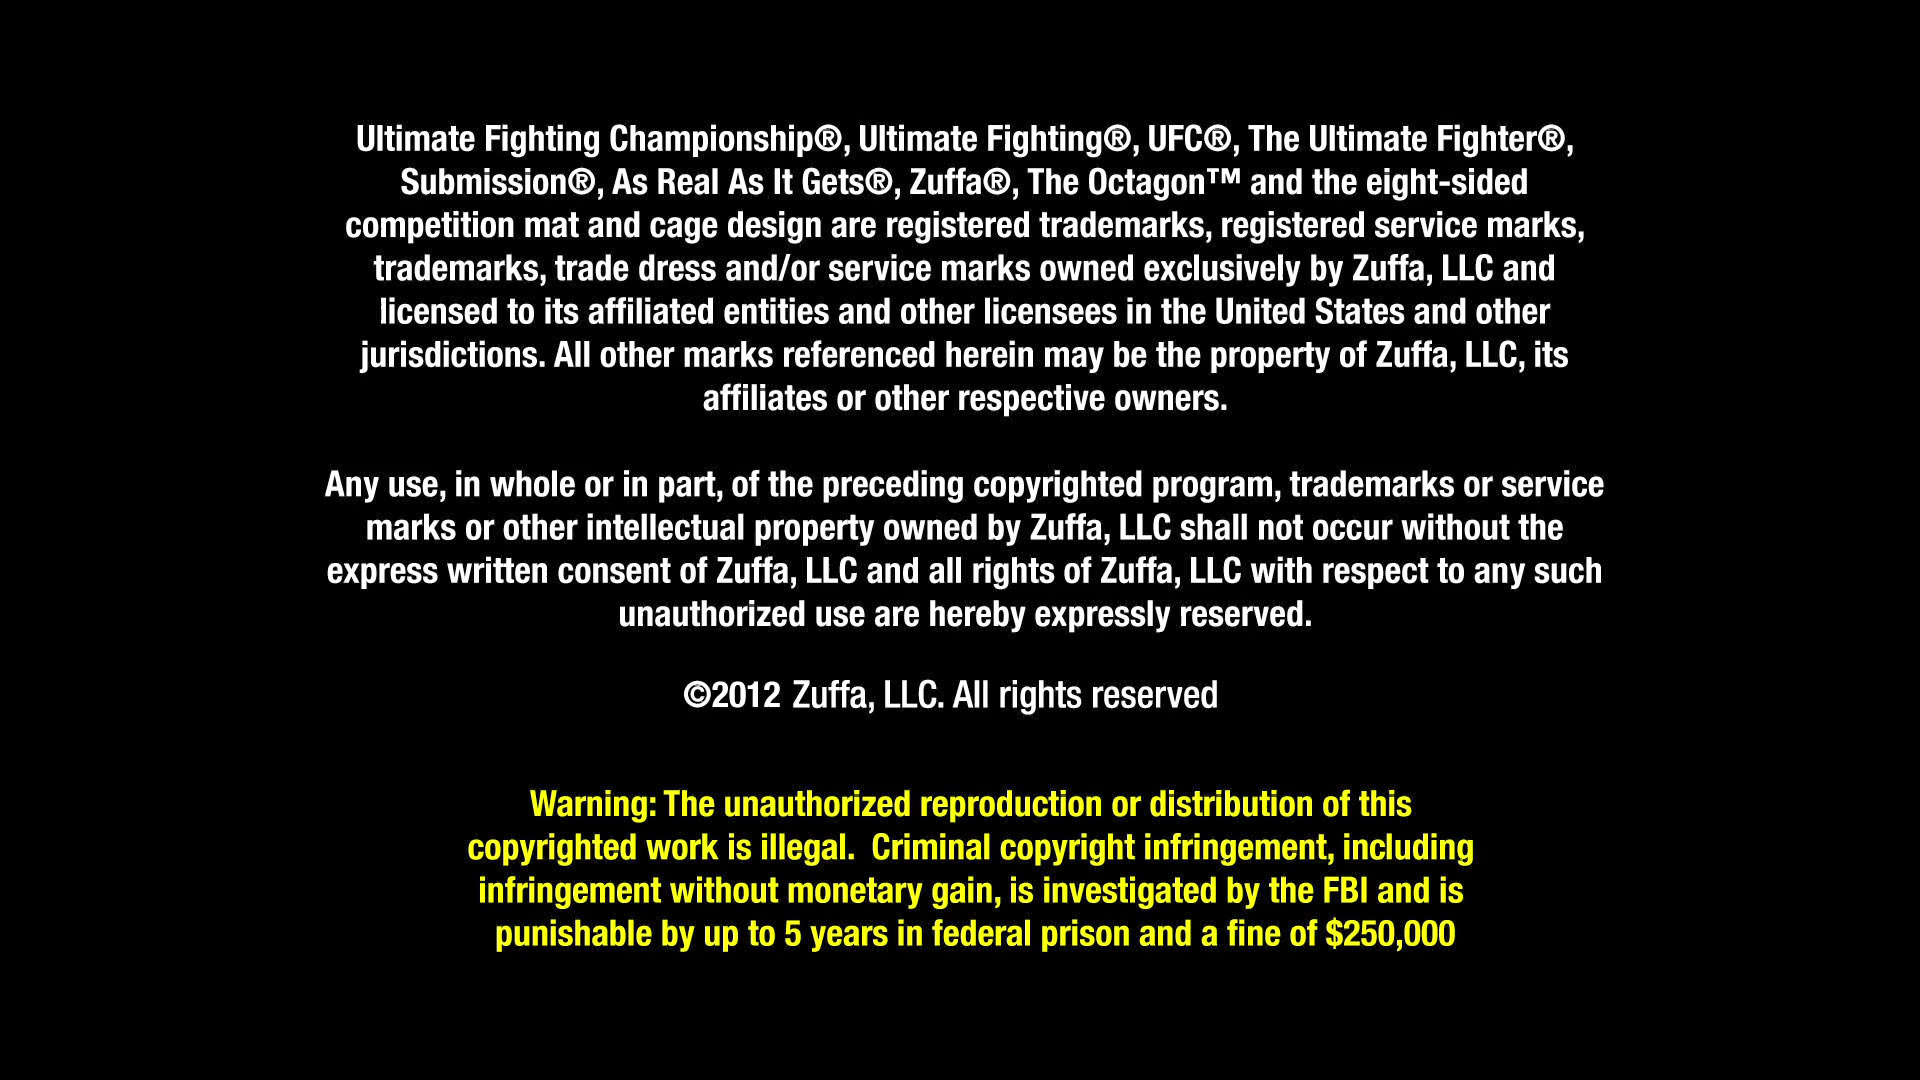 Ultimate Fighting Championship®, Ultimate Fighting®, UFC®, The Ultimate Fighter®,
Submission®, As Real As It Gets®, Zuffa®, The Octagon™ and the eight-sided
competition mat and cage design are registered trademarks, registered service marks,
trademarks, trade dress and/or service marks owned exclusively by Zuffa, LLC and
licensed to its affiliated entities and other licensees in the United States and other
jurisdictions. All other marks referenced herein may be the property of Zuffa, LLC, its
affiliates or other respective owners.
Any use, in whole or in part, of the preceding copyrighted program, trademarks or service
marks or other intellectual property owned by Zuffa, LLC shall not occur without the
express written consent of Zuffa, LLC and all rights of Zuffa, LLC with respect to any such
unauthorized use are hereby expressly reserved.
©2012 Zuffa, LLC. All rights reserved
Warning: The unauthorized reproduction or distribution of this
copyrighted work is illegal.  Criminal copyright infringement, including
infringement without monetary gain, is investigated by the FBI and is
punishable by up to 5 years in federal prison and a fine of $250,000